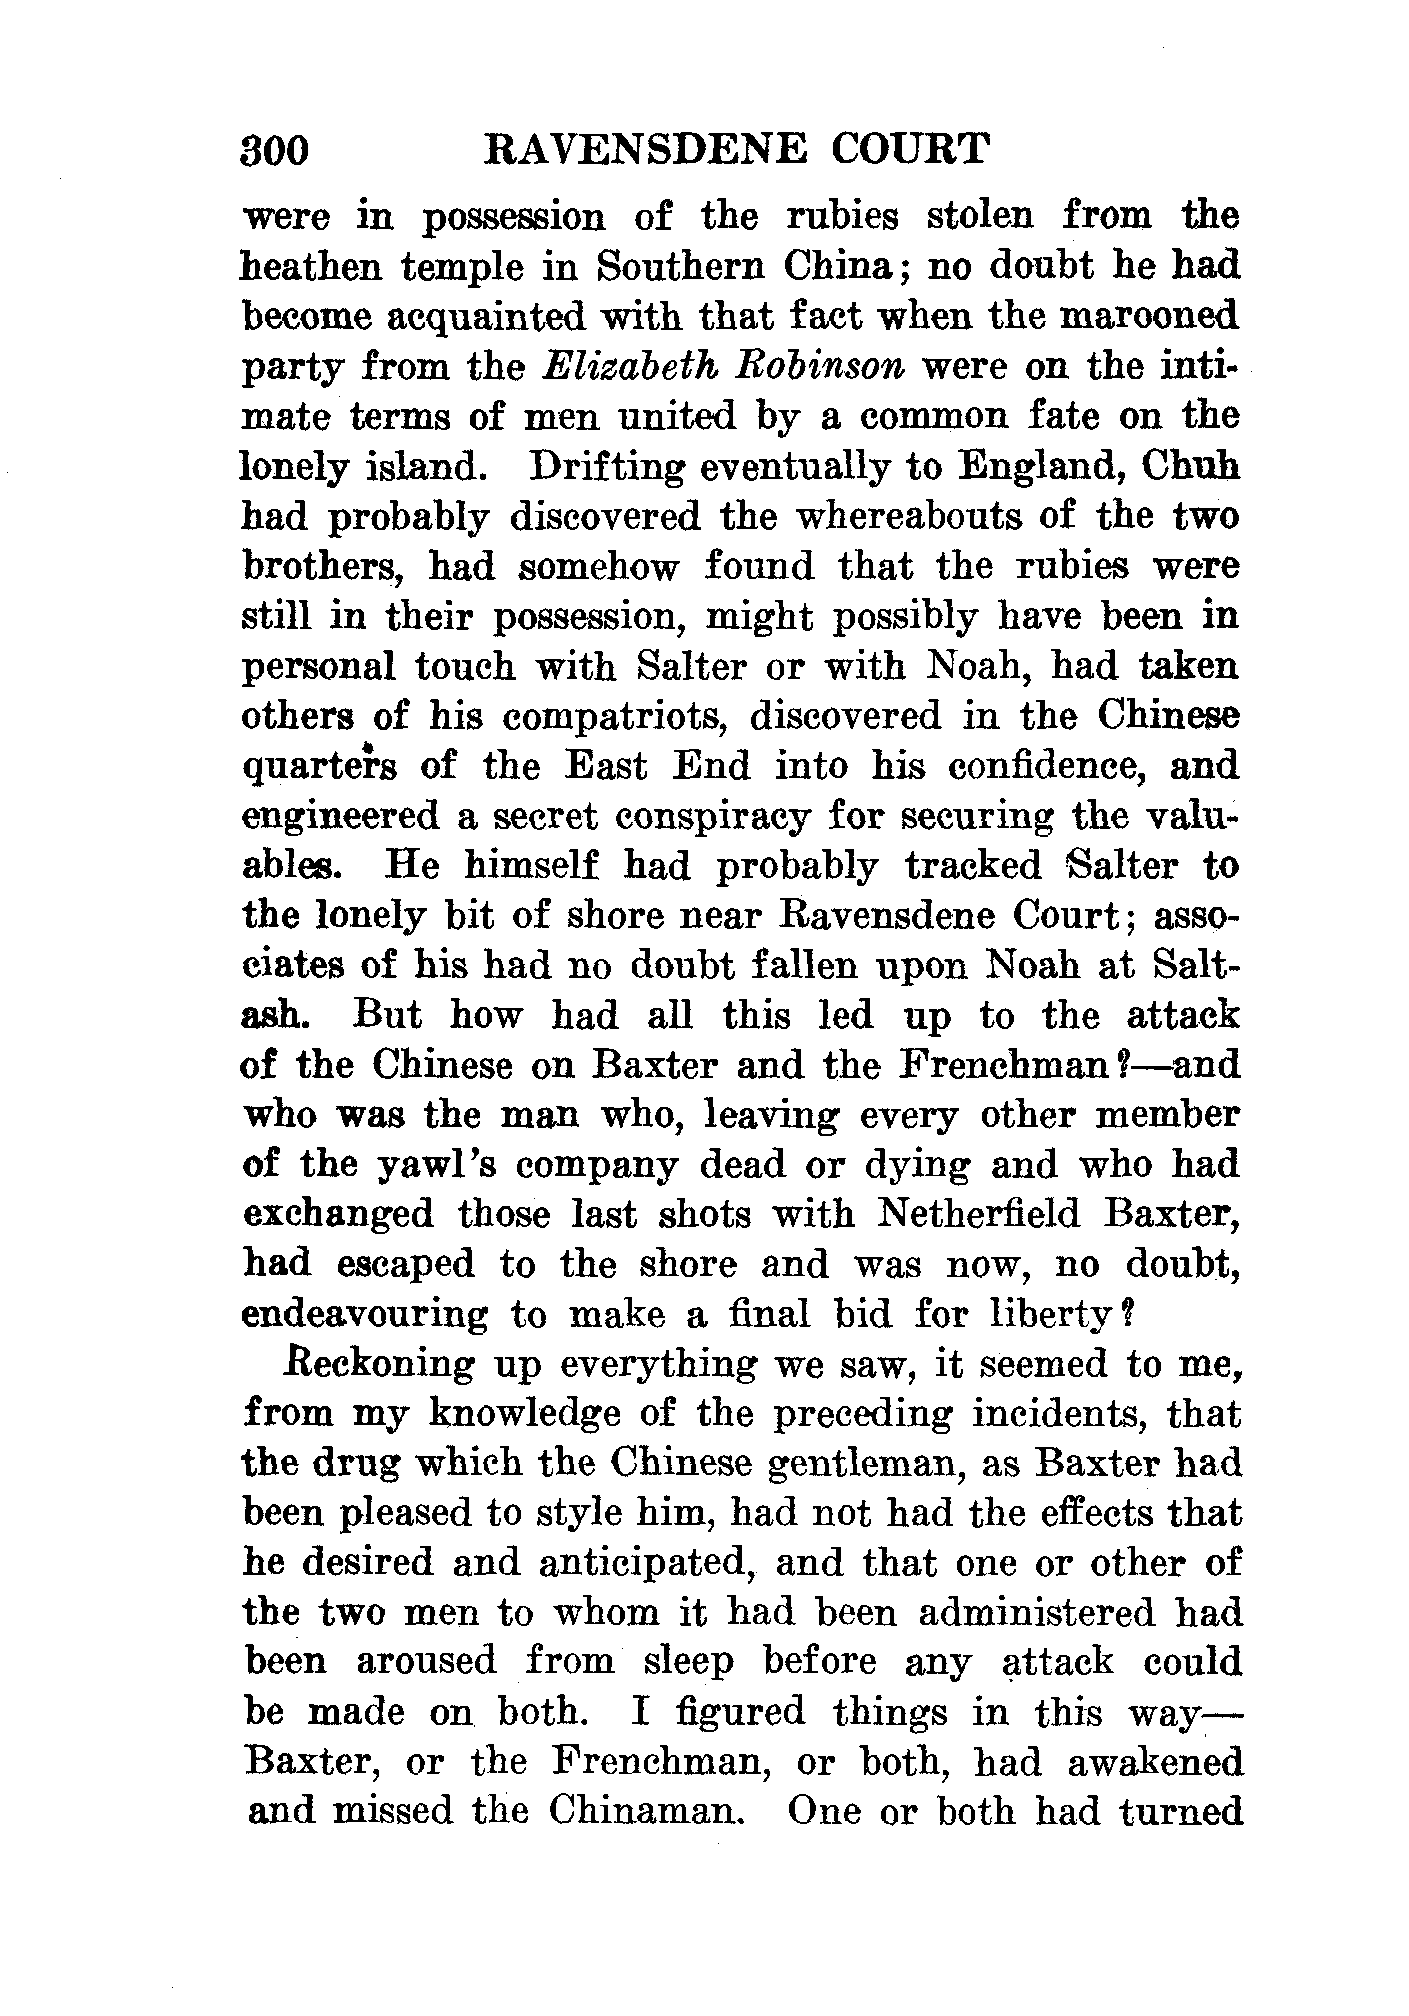 300 RAVENSDENE COURT
were in possession of the rubies stolen from the
heathen temple in Southern China; no doubt he had
become acquainted with that fact when the marooned
party from the Elizabeth Robinson were on the inti-
mate terms of men united by a common fate on the
lonely island. Drifting eventually to England, Chuh
had probably discovered the whereabouts of the two
brothers, had somehow found that the rubies were
still in their possession, might possibly have been in
personal touch with Salter or with Noah, had taken
others of his compatriots, discovered in the Chinese
quarters of the East End into his confidence, and
engineered a secret conspiracy for securing the valu-
ables. He himself had probably tracked Salter to
the lonely bit of shore near Ravensdene Court; asso-
ciates of his had no doubt fallen upon Noah at Salt-
ash. But how had all this led up to the attack
of the Chinese on Baxter and the Frenchman?—and
who was the man who, leaving every other member
of the yawl's company dead or dying and who had
exchanged those last shots with Netherfield Baxter,
had escaped to the shore and was now, no doubt,
endeavouring to make a final bid for liberty?
Reckoning up everything we saw, it seemed to me,
from my knowledge of the preceding incidents, that
the drug which the Chinese gentleman, as Baxter had
been pleased to style him, had not had the effects that
he desired and anticipated, and that one or other of
the two men to whom it had been administered had
been aroused from sleep before any attack could
be made on both. I figured things in this way—
Baxter, or the Frenchman, or both, had awakened
and missed the Chinaman. One or both had turned